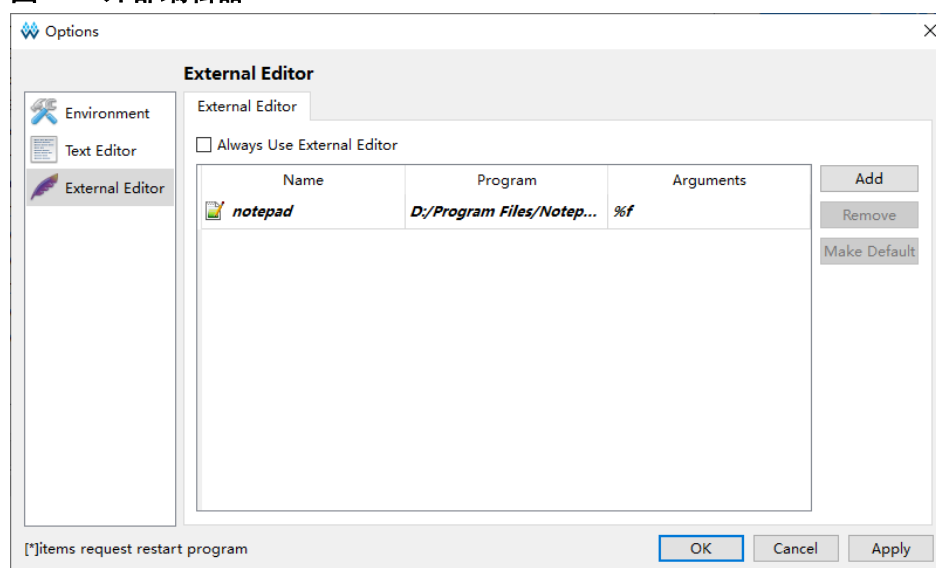 Options
External Editor
Environment
Text Editor
External Editor
External Editor
Always Use External Editor
Name Program Arguments
notepad D:/Program Files/Notep... %f
Add
Remove
Make Default
[*]items request restart program
OK Cancel Apply